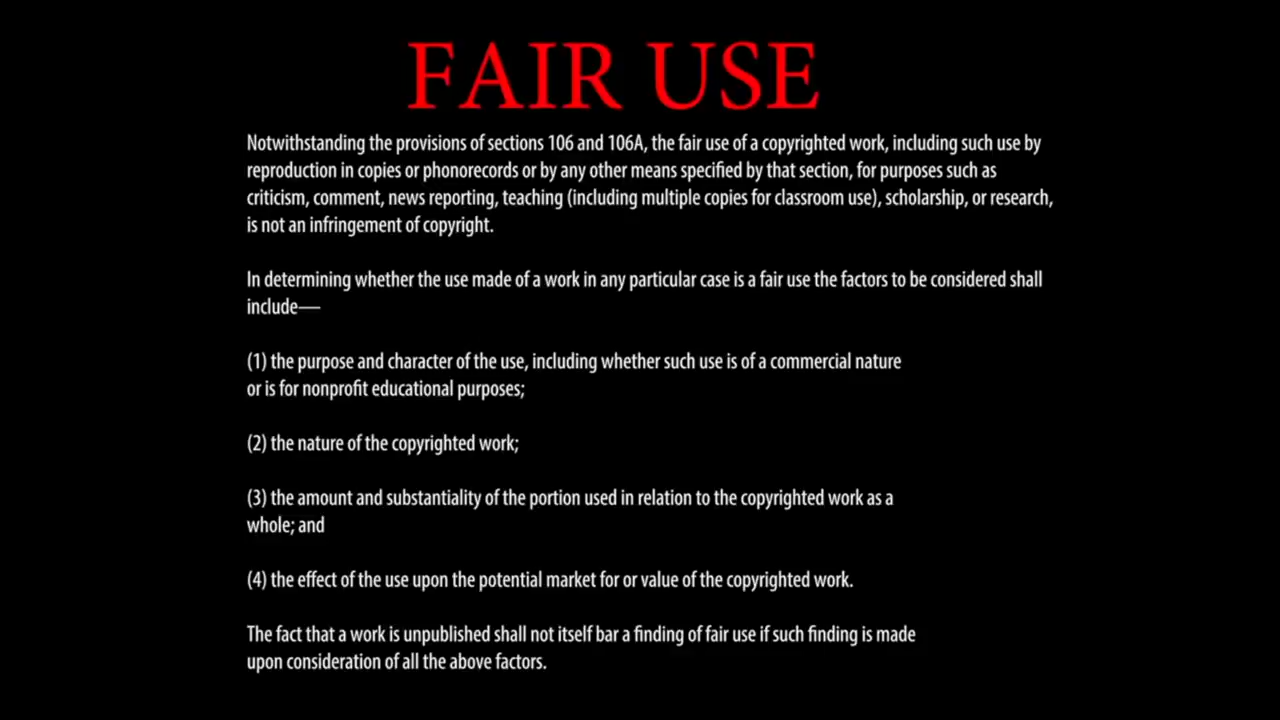 FAIR USE
Notwithstanding the provisions of sections 106 and 106A, the fair use of a copyrighted work, including such use by
reproduction in copies or phonorecords or by any other means specified by that section, for purposes such as
criticism, comment, news reporting, teaching (including multiple copies for classroom use), scholarship, or research,
is not an infringement of copyright.
In determining whether the use made of a work in any particular case is a fair use the factors to be considered shall
include—
(1) the purpose and character of the use, including whether such use is of a commercial nature
or is for nonprofit educational purposes;
(2) the nature of the copyrighted work;
(3) the amount and substantiality of the portion used in relation to the copyrighted work as a
whole; and
(4) the effect of the use upon the potential market for or value of the copyrighted work.
The fact that a work is unpublished shall not itself bar a finding of fair use if such finding is made
upon consideration of all the above factors.